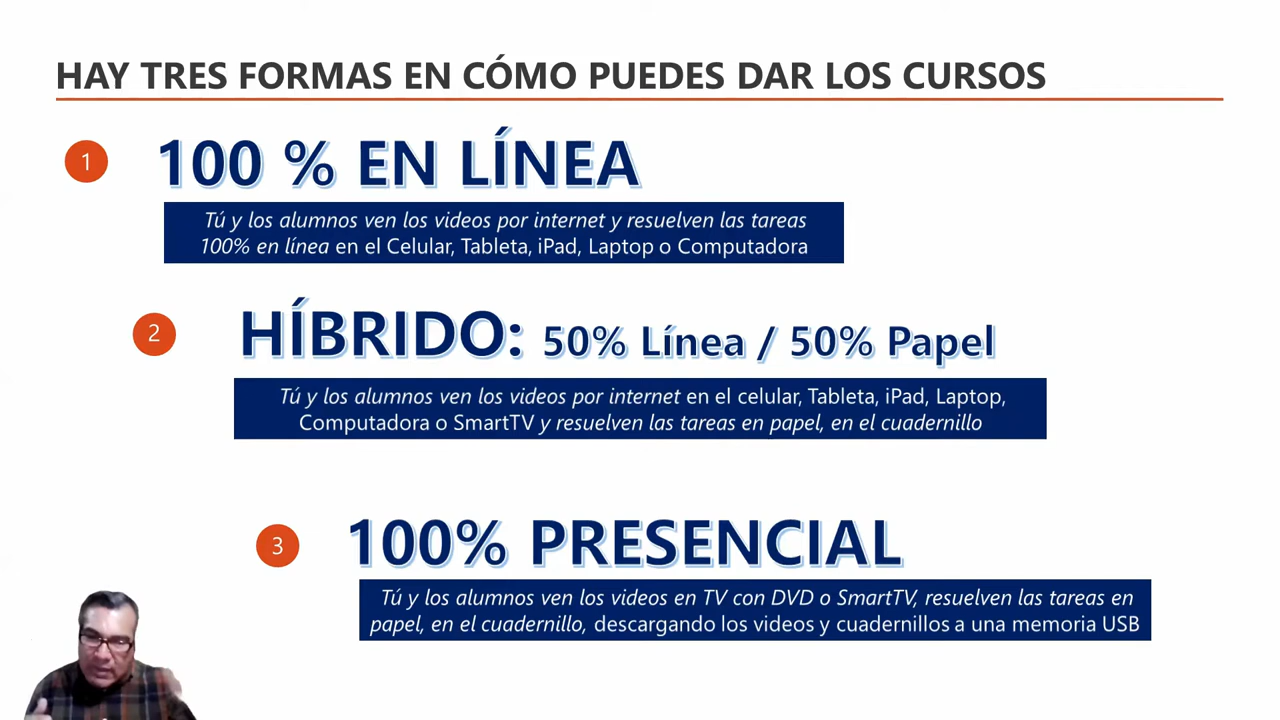 HAY TRES FORMAS EN CÓMO PUEDES DAR LOS CURSOS
1
100 % EN LÍNEA
Tú y los alumnos ven los videos por internet y resuelven las tareas
100% en línea en el Celular, Tableta, iPad, Laptop o Computadora
2
HÍBRIDO: 50% Línea / 50% Papel
Tú y los alumnos ven los videos por internet en el celular, Tableta, iPad, Laptop,
Computadora o SmartTV y resuelven las tareas en papel, en el cuadernillo
3
100% PRESENCIAL
Tú y los alumnos ven los videos en TV con DVD o SmartTV, resuelven las tareas en
papel, en el cuadernillo, descargando los videos y cuadernillos a una memoria USB